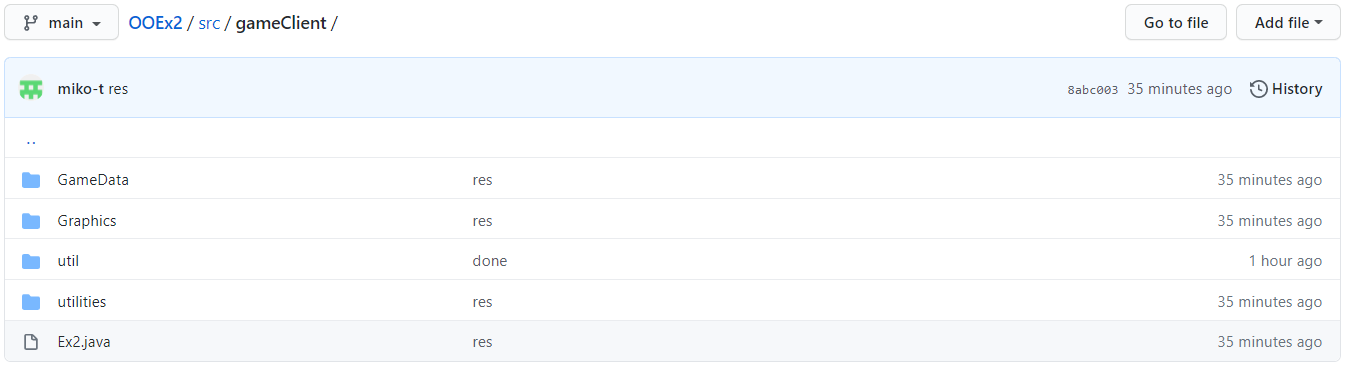 main OOEx2 / src / gameClient / Go to file Add file
miko-t res 8abc003 35 minutes ago History
..
GameData res 35 minutes ago
Graphics res 35 minutes ago
util done 1 hour ago
utilities res 35 minutes ago
Ex2.java res 35 minutes ago